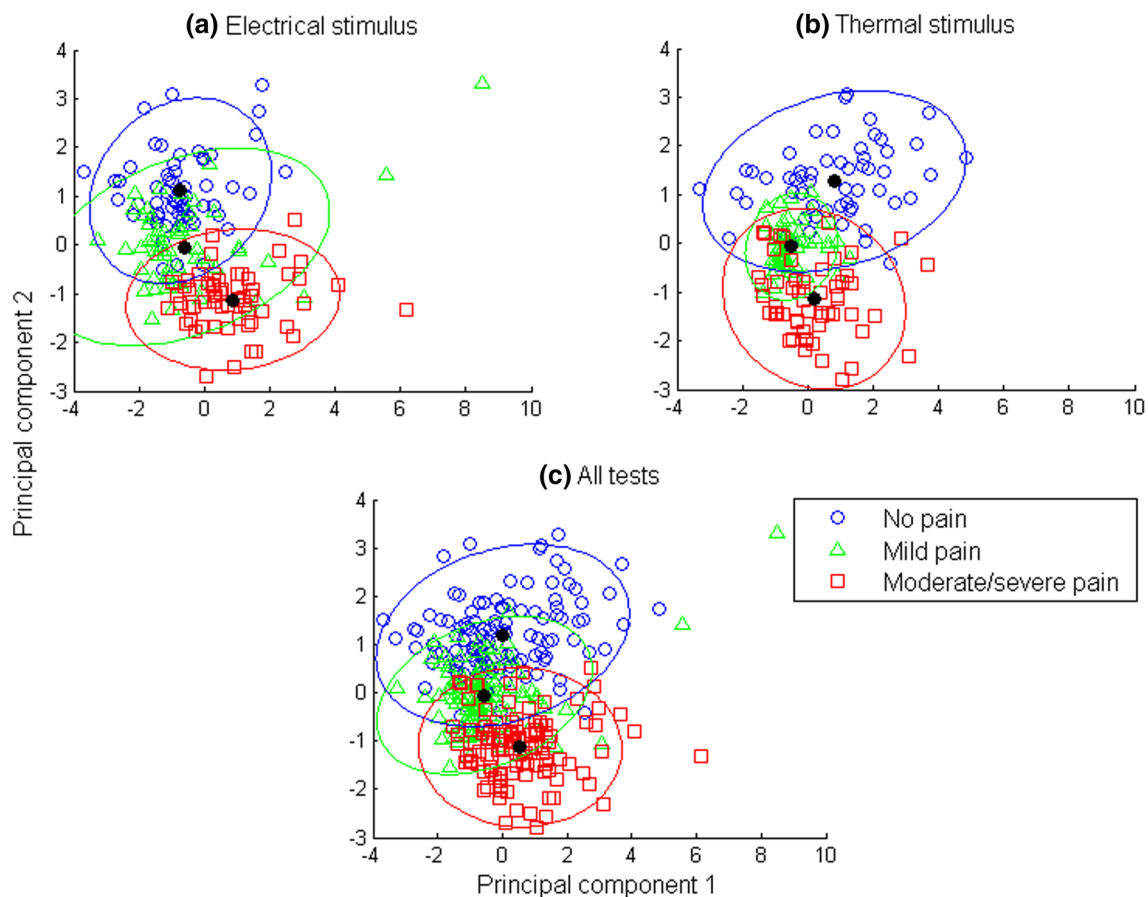 (a) Electrical stimulus
(b) Thermal stimulus
4
3
2
1
0
-1
-2
-3
-4 -2 0 2 4 6 8 10
4
3
2
1
0
-1
-2
-3
-4 -2 0 2 4 6 8 10
Principal component 2
(c) All tests
4
3
2
1
0
-1
-2
-3
-4 -2 0 2 4 6 8 10
Principal component 1
No pain
Mild pain
Moderate/severe pain